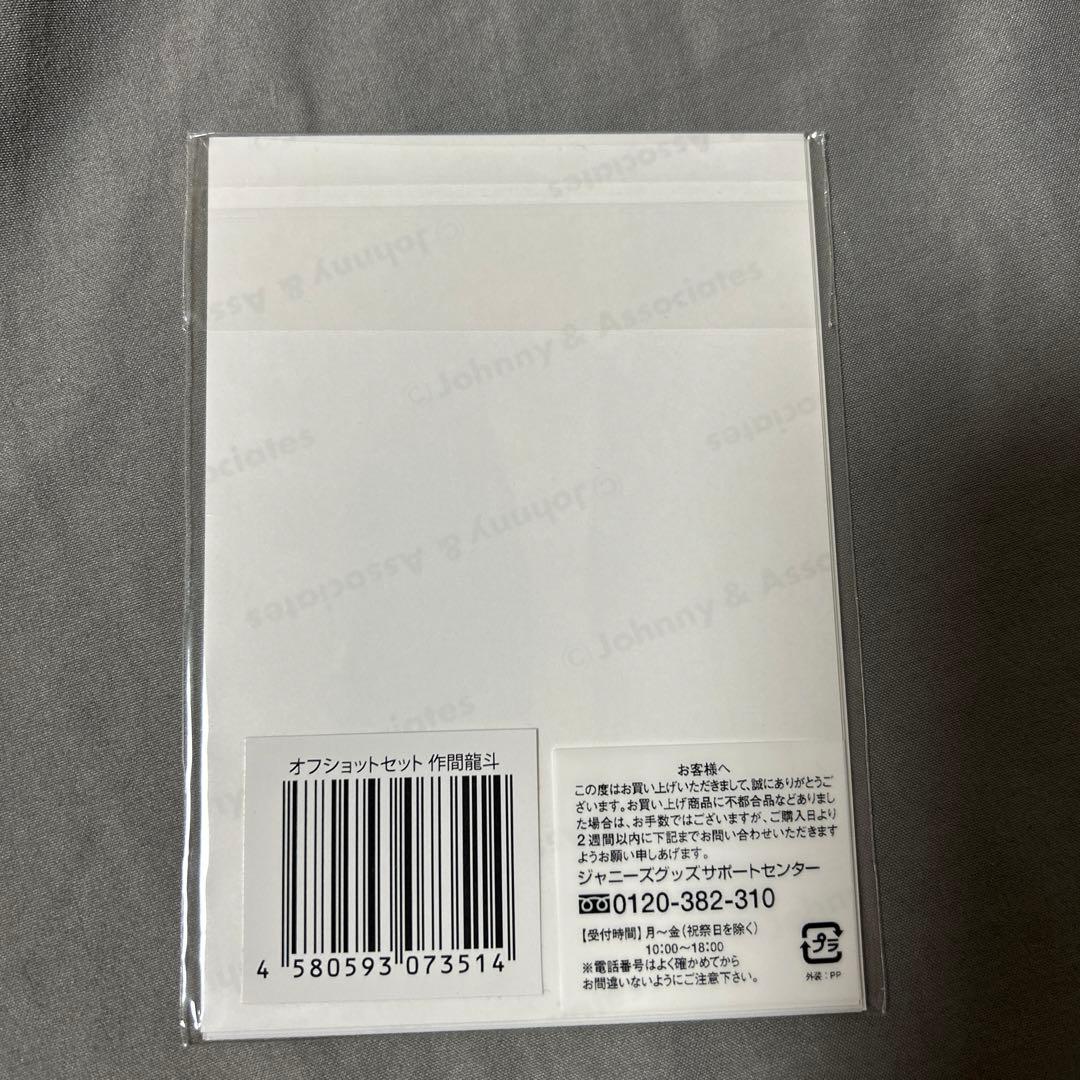 Associates
© Johnny & Associates
© Johnny & Associates
sociates
sociates
© Johnny & Associates
© Johnny & Asso
sociates
オフショットセット 作間龍斗
4 580593 073514
お客様へ
この度はお買い上げいただきまして、誠にありがとうご
ざいます。お買い上げ商品に不都合品などありまし
た場合は、お手数ではございますが、ご購入日より
2週間以内に下記までお問い合わせいただきます
ようお願い申しあげます。
ジャニーズグッズサポートセンター
0120-382-310
【受付時間】月〜金(祝祭日を除く)
10:00〜18:00
※電話番号はよく確かめてから
お間違いないようにご注意下さい。
プラ
外装:PP